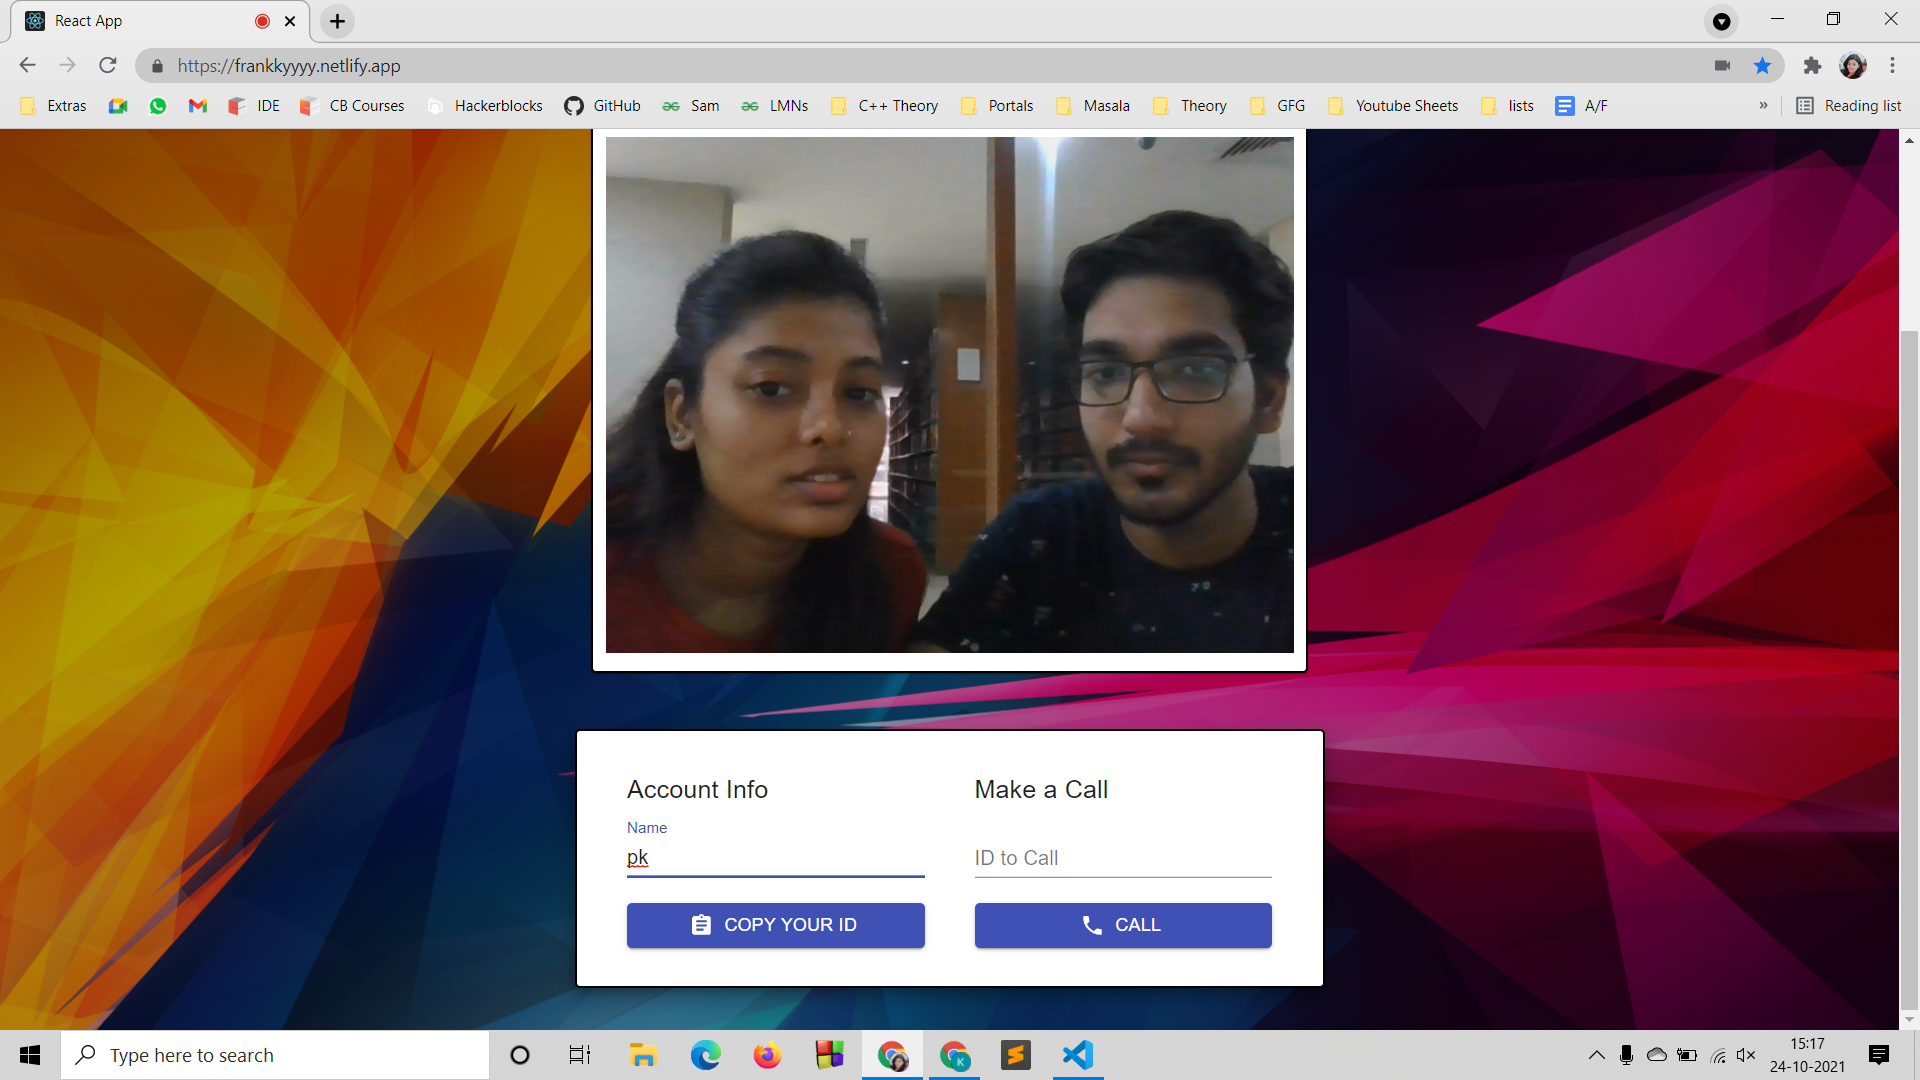 React App
https://frankkyyyy.netlify.app
Extras IDE CB Courses Hackerblocks GitHub Sam LMNs C++ Theory Portals Masala Theory GFG Youtube Sheets lists A/F » Reading list
Account Info
Name
pk
COPY YOUR ID
Make a Call
ID to Call
CALL
Type here to search
K
15:17
24-10-2021